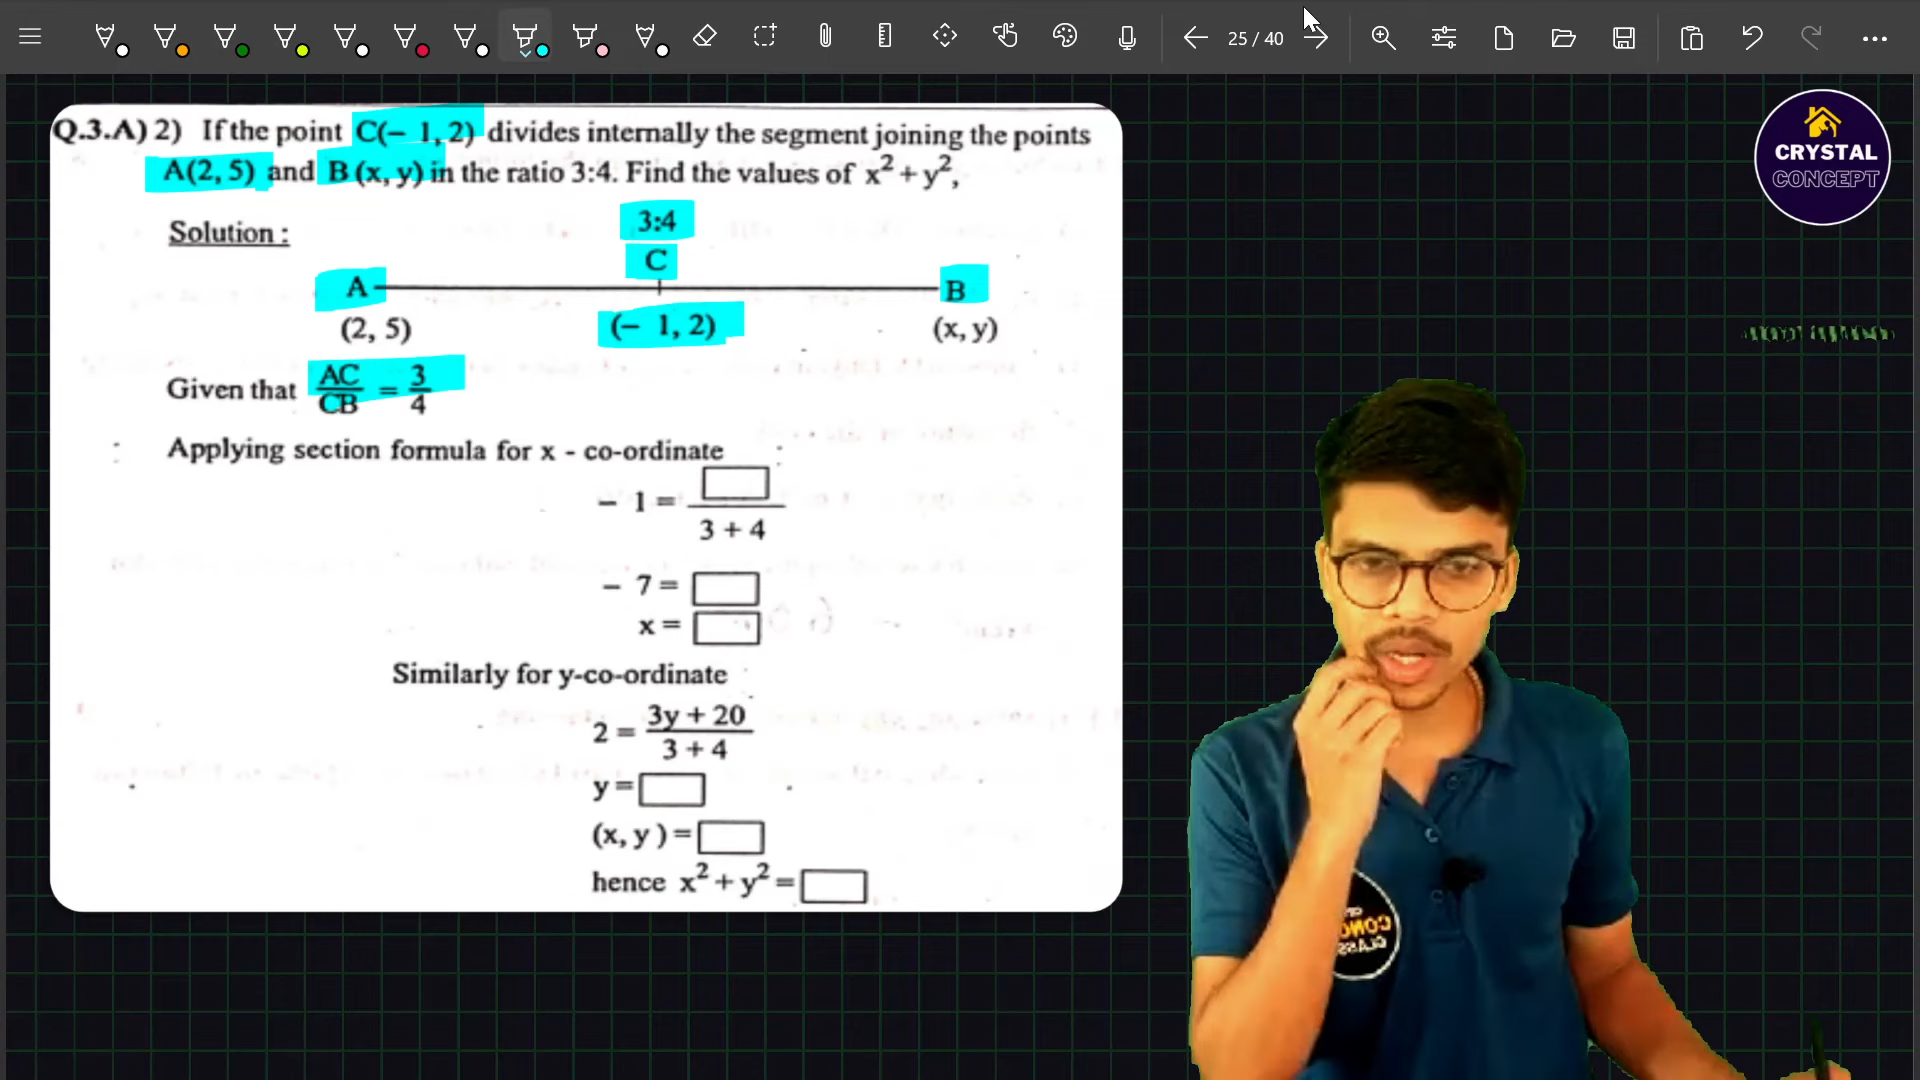 25 / 40
Q.3.A) 2) If the point C(– 1, 2) divides internally the segment joining the points
A(2, 5) and B (x, y) in the ratio 3:4. Find the values of x² + y²,
Solution :
3:4
C
A B
(2, 5) (– 1, 2) (x, y)
Given that AC/CB = 3/4
Applying section formula for x - co-ordinate
– 1 = □ / 3 + 4
– 7 = □
x = □
Similarly for y-co-ordinate
2 = 3y + 20 / 3 + 4
y = □
(x, y ) = □
hence x² + y² = □
CRYSTAL
CONCEPT